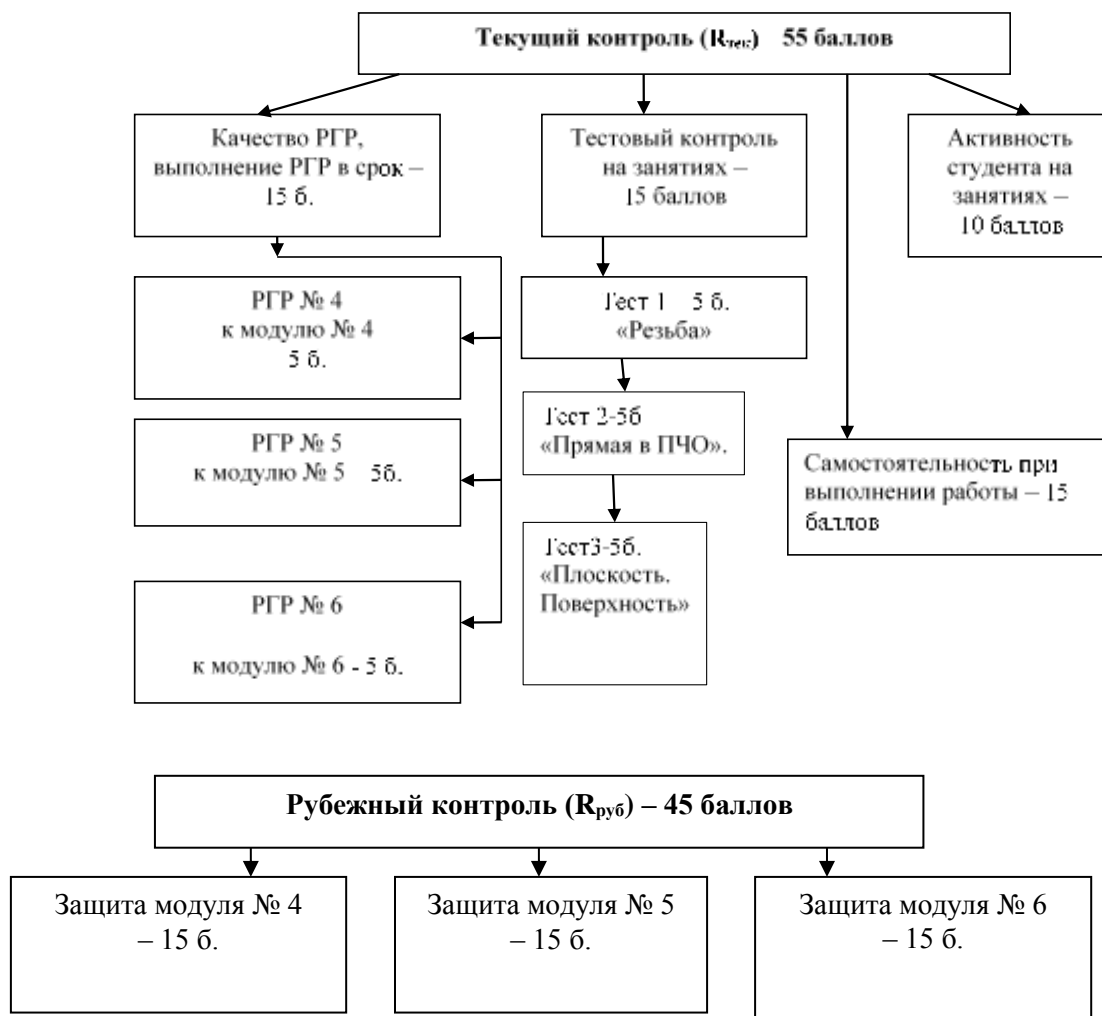 Текущий контроль (Rтек) 55 баллов
Качество РГР,
выполнение РГР в срок –
15 б.
Тестовый контроль
на занятиях –
15 баллов
Активность
студента на
занятиях –
10 баллов
РГР № 4
к модулю № 4
5 б.
Тест 1 5 б.
«Резьба»
РГР № 5
к модулю № 5 5б.
Тест 2-5б
«Прямая в ПЧО».
Самостоятельность при
выполнении работы – 15
баллов
Тест3-5б.
«Плоскость.
Поверхность»
РГР № 6
к модулю № 6 - 5 б.
Рубежный контроль (Rруб) – 45 баллов
Защита модуля № 4
– 15 б.
Защита модуля № 5
– 15 б.
Защита модуля № 6
– 15 б.